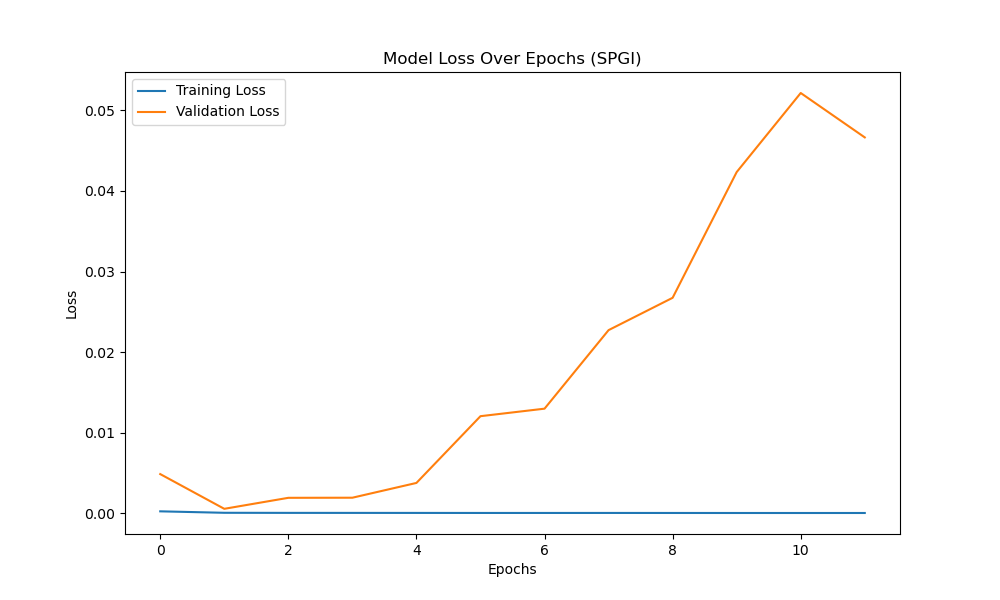 Model Loss Over Epochs (SPGI)
Training Loss
Validation Loss
0.05
0.04
0.03
0.02
0.01
0.00
Loss
0 2 4 6 8 10
Epochs